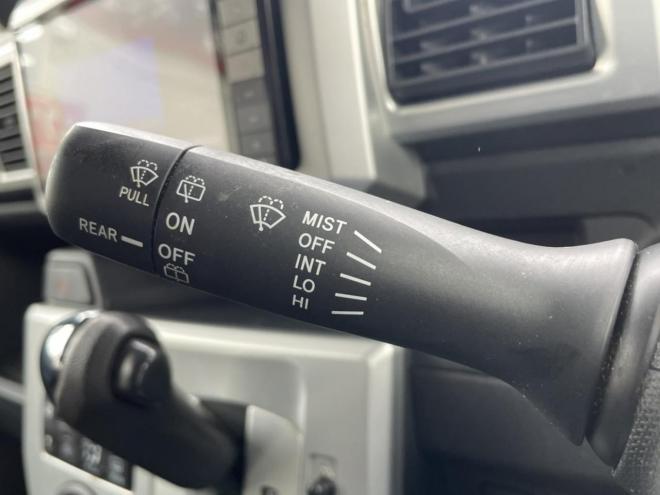 PULL
REAR
ON
OFF
MIST
OFF
INT
LO
HI